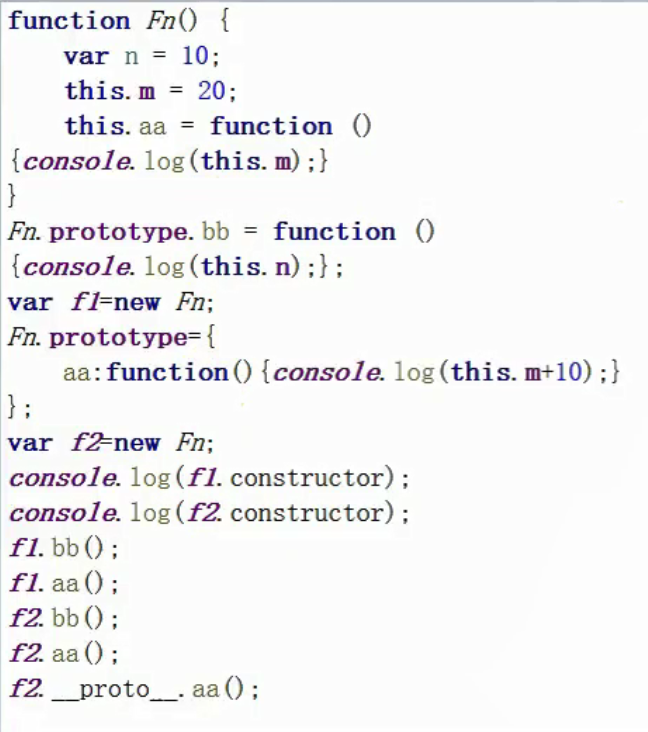 function Fn() {
    var n = 10;
    this.m = 20;
    this.aa = function ()
{console.log(this.m);}
}
Fn.prototype.bb = function ()
{console.log(this.n);};
var f1=new Fn;
Fn.prototype={
    aa:function(){console.log(this.m+10);}
};
var f2=new Fn;
console.log(f1.constructor);
console.log(f2.constructor);
f1.bb();
f1.aa();
f2.bb();
f2.aa();
f2.__proto__.aa();